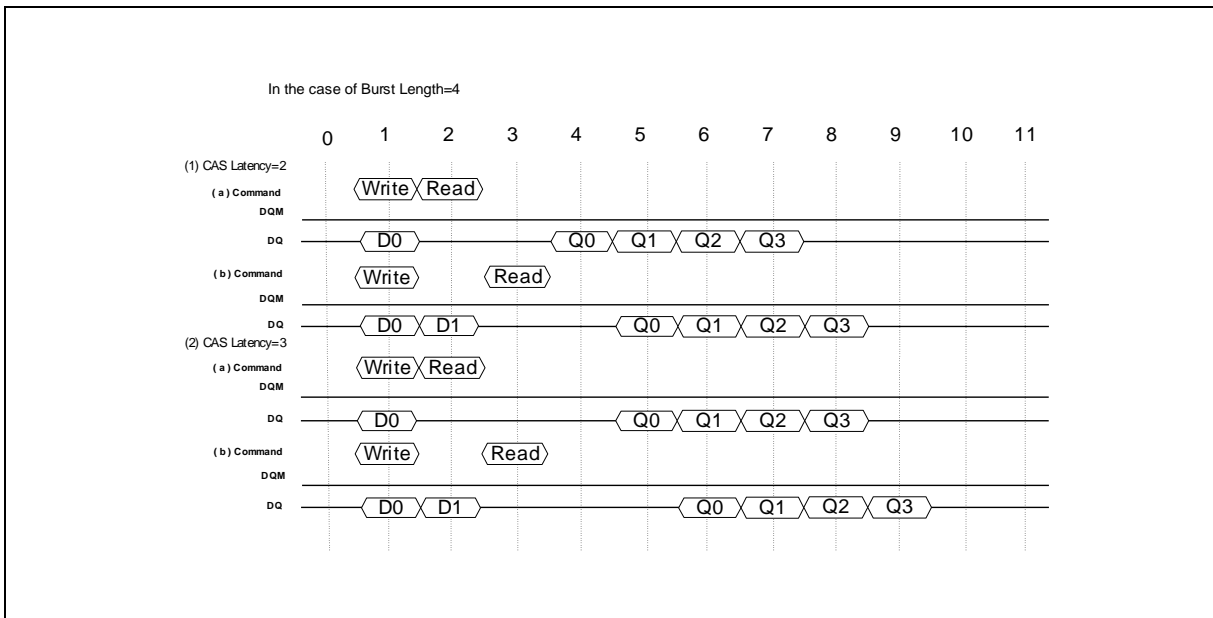 In the case of Burst Length=4
0 1 2 3 4 5 6 7 8 9 10 11
(1) CAS Latency=2
( a ) Command Write Read
DQM
DQ D0 Q0 Q1 Q2 Q3
( b ) Command Write Read
DQM
DQ D0 D1 Q0 Q1 Q2 Q3
(2) CAS Latency=3
( a ) Command Write Read
DQM
DQ D0 Q0 Q1 Q2 Q3
( b ) Command Write Read
DQM
DQ D0 D1 Q0 Q1 Q2 Q3